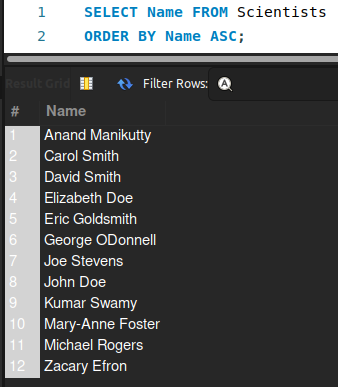 1 SELECT Name FROM Scientists
2 ORDER BY Name ASC;
Result Grid Filter Rows: A
# Name
1 Anand Manikutty
2 Carol Smith
3 David Smith
4 Elizabeth Doe
5 Eric Goldsmith
6 George ODonnell
7 Joe Stevens
8 John Doe
9 Kumar Swamy
10 Mary-Anne Foster
11 Michael Rogers
12 Zacary Efron